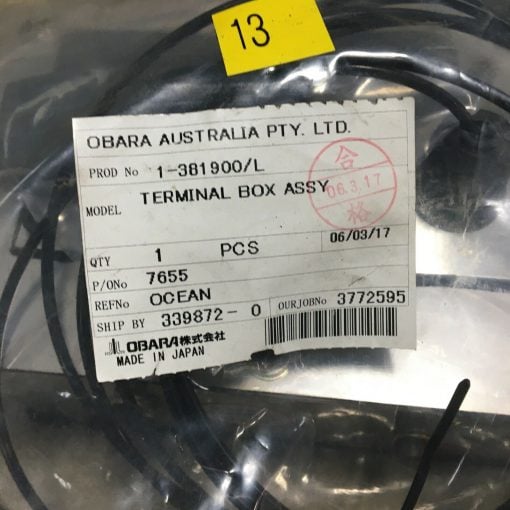 13
OBARA AUSTRALIA PTY. LTD.
PROD No 1-381900/L
MODEL TERMINAL BOX ASSY
合
06.3.17
格
QTY 1 PCS 06/03/17
P/ONo 7655
REFNo OCEAN
SHIP BY 339872-0 OURJOBNo 3772595
OBARA株式会社
MADE IN JAPAN